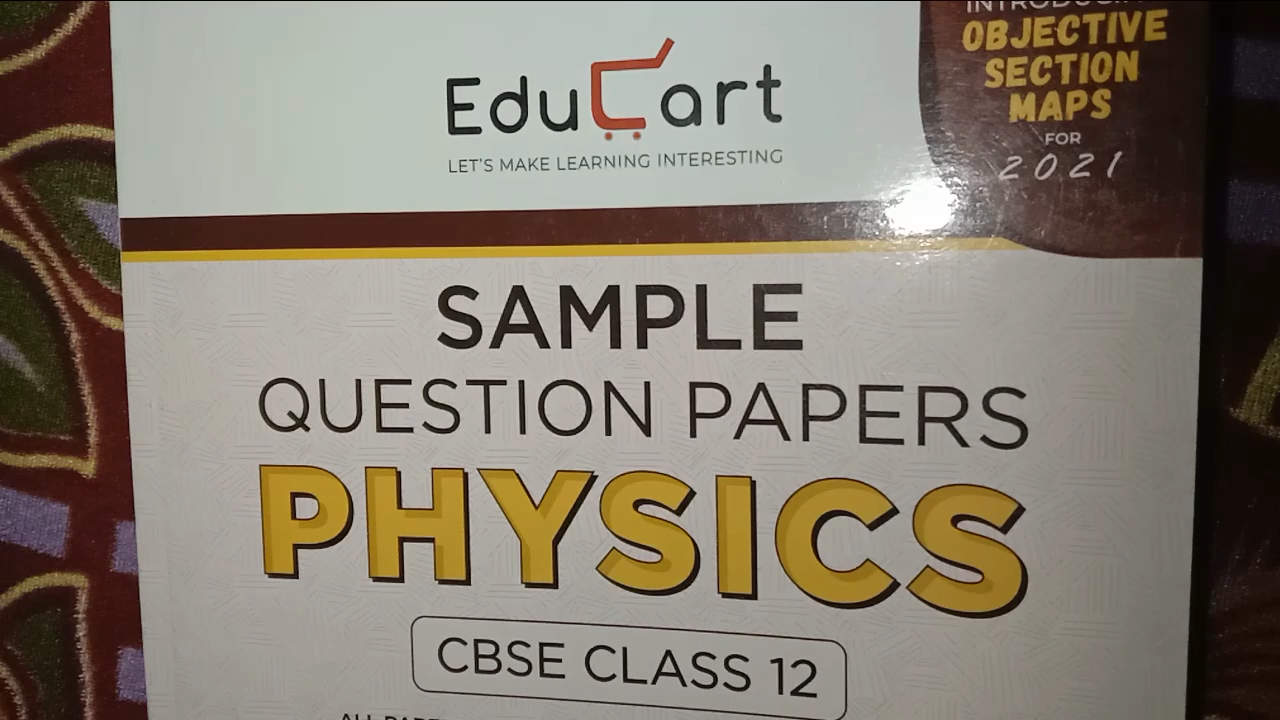 EduCart
LET'S MAKE LEARNING INTERESTING
OBJECTIVE
SECTION
MAPS
FOR
2021
SAMPLE
QUESTION PAPERS
PHYSICS
CBSE CLASS 12